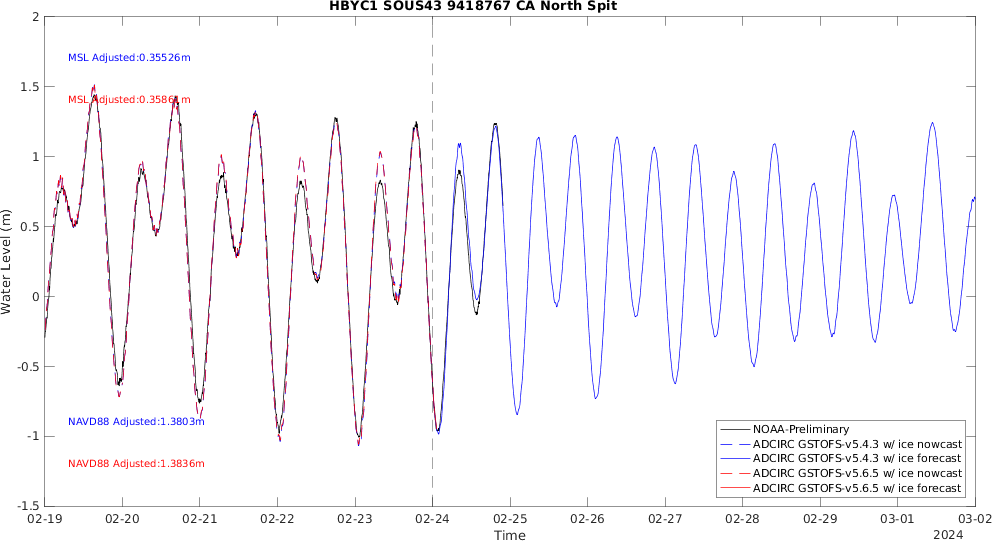 HBYC1 SOUS43 9418767 CA North Spit
2
1.5
1
0.5
0
-0.5
-1
-1.5
Water Level (m)
MSL Adjusted:0.35526m
MSL Adjusted:0.3586 m
NAVD88 Adjusted:1.3803m
NAVD88 Adjusted:1.3836m
NOAA-Preliminary
ADCIRC GSTOFS-v5.4.3 w/ ice nowcast
ADCIRC GSTOFS-v5.4.3 w/ ice forecast
ADCIRC GSTOFS-v5.6.5 w/ ice nowcast
ADCIRC GSTOFS-v5.6.5 w/ ice forecast
02-19 02-20 02-21 02-22 02-23 02-24 02-25 02-26 02-27 02-28 02-29 03-01 03-02
Time
2024